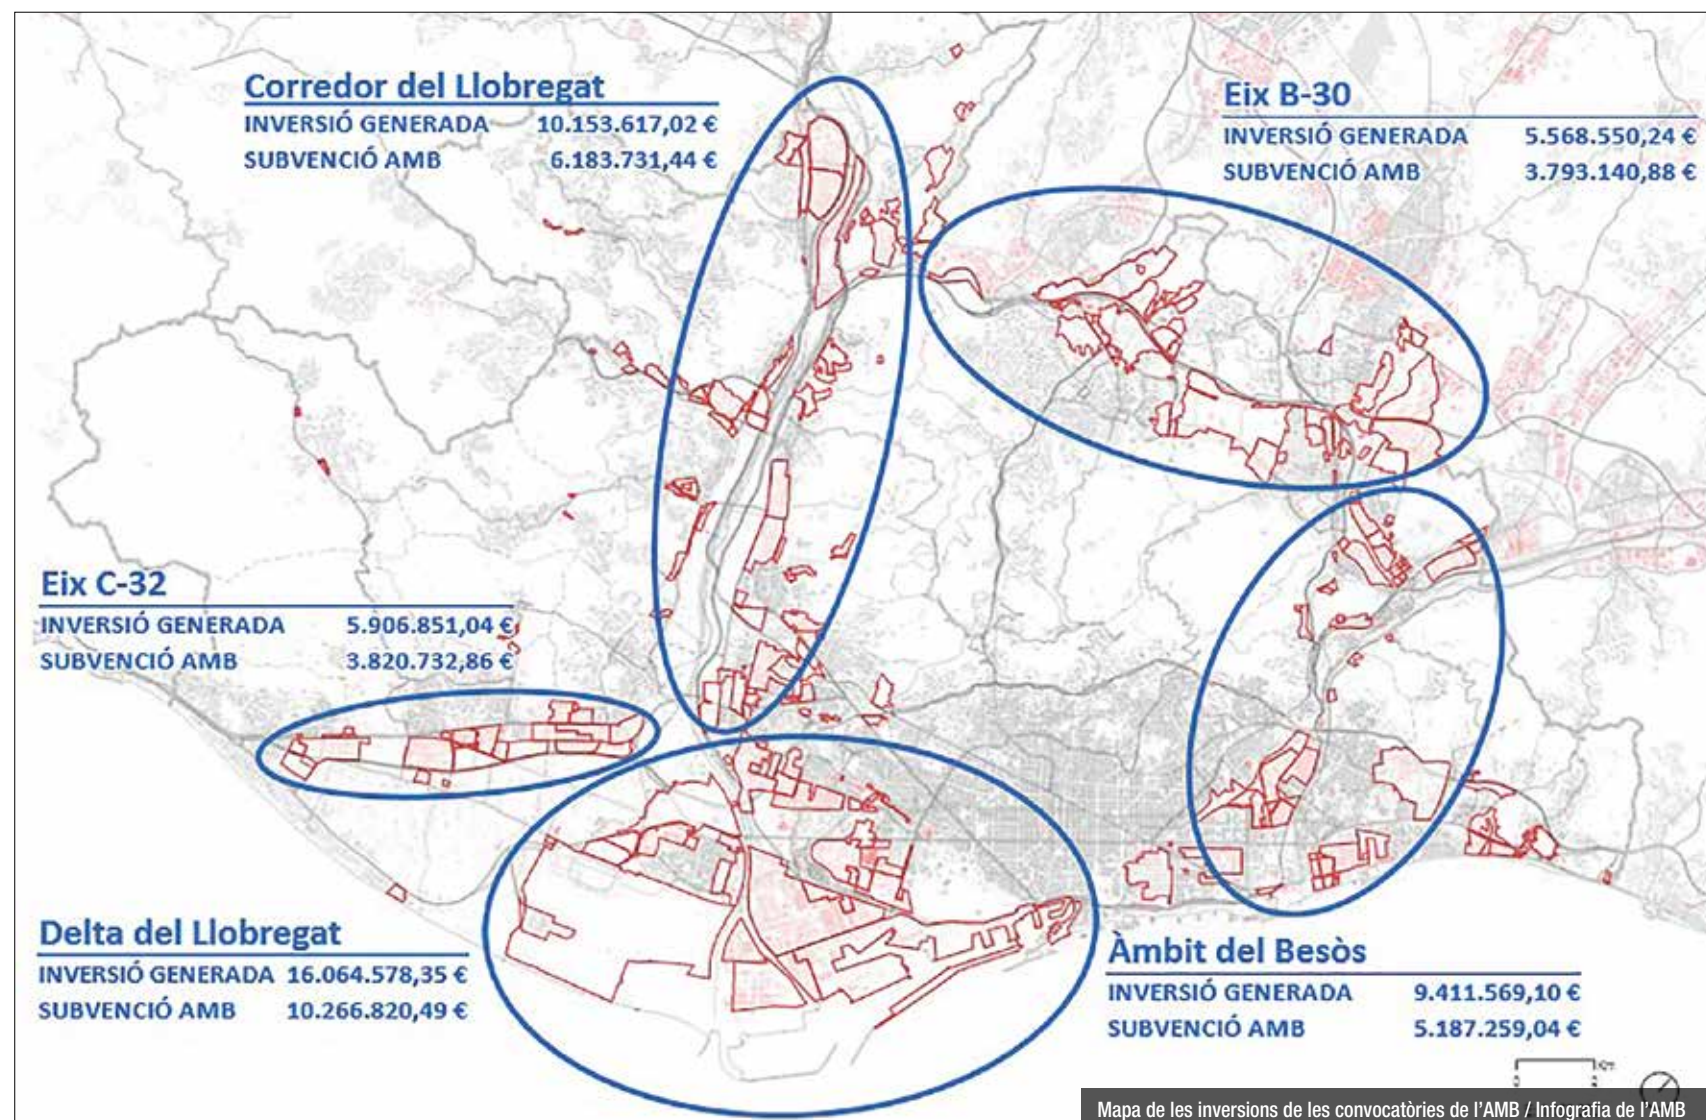 Corredor del Llobregat
INVERSIÓ GENERADA 10.153.617,02 €
SUBVENCIÓ AMB 6.183.731,44 €
Eix B-30
INVERSIÓ GENERADA 5.568.550,24 €
SUBVENCIÓ AMB 3.793.140,88 €
Eix C-32
INVERSIÓ GENERADA 5.906.851,04 €
SUBVENCIÓ AMB 3.820.732,86 €
Delta del Llobregat
INVERSIÓ GENERADA 16.064.578,35 €
SUBVENCIÓ AMB 10.266.820,49 €
Àmbit del Besòs
INVERSIÓ GENERADA 9.411.569,10 €
SUBVENCIÓ AMB 5.187.259,04 €
Mapa de les inversions de les convocatòries de l'AMB / Infografia de l'AMB